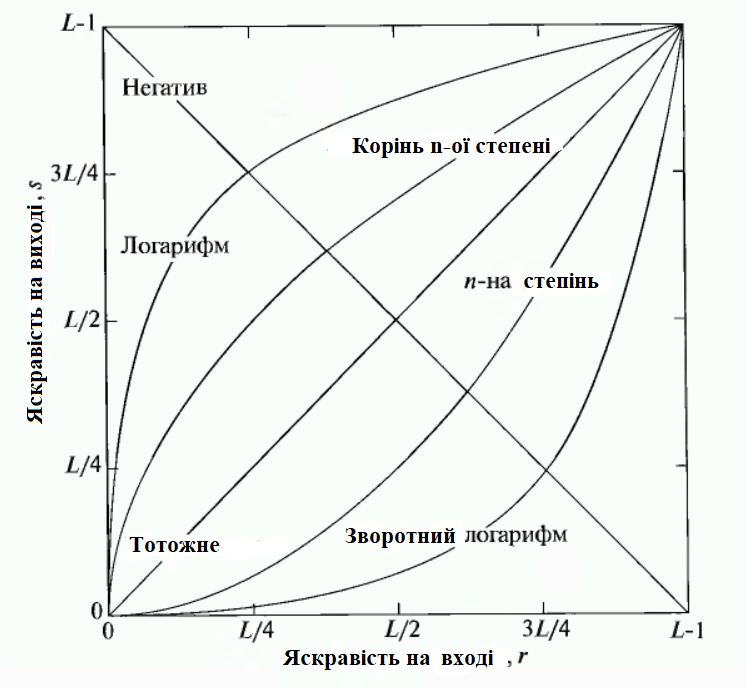 L-1
Негатив
Корінь n-ої степені
3L/4
Логарифм
n-на степінь
L/2
Яскравість на виході, s
L/4
Тотожне
Зворотний логарифм
0
0
L/4
L/2
3L/4
L-1
Яскравість на вході , r